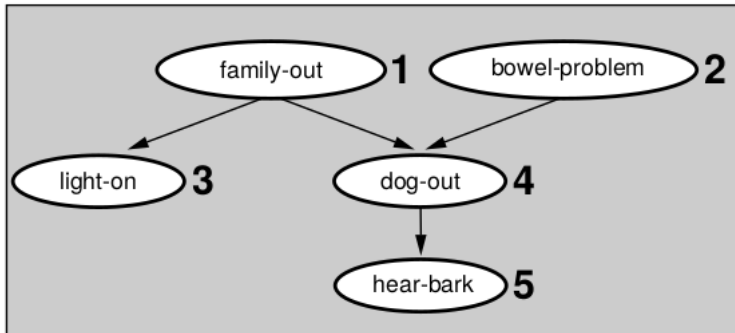 family-out 1
bowel-problem 2
light-on 3
dog-out 4
hear-bark 5